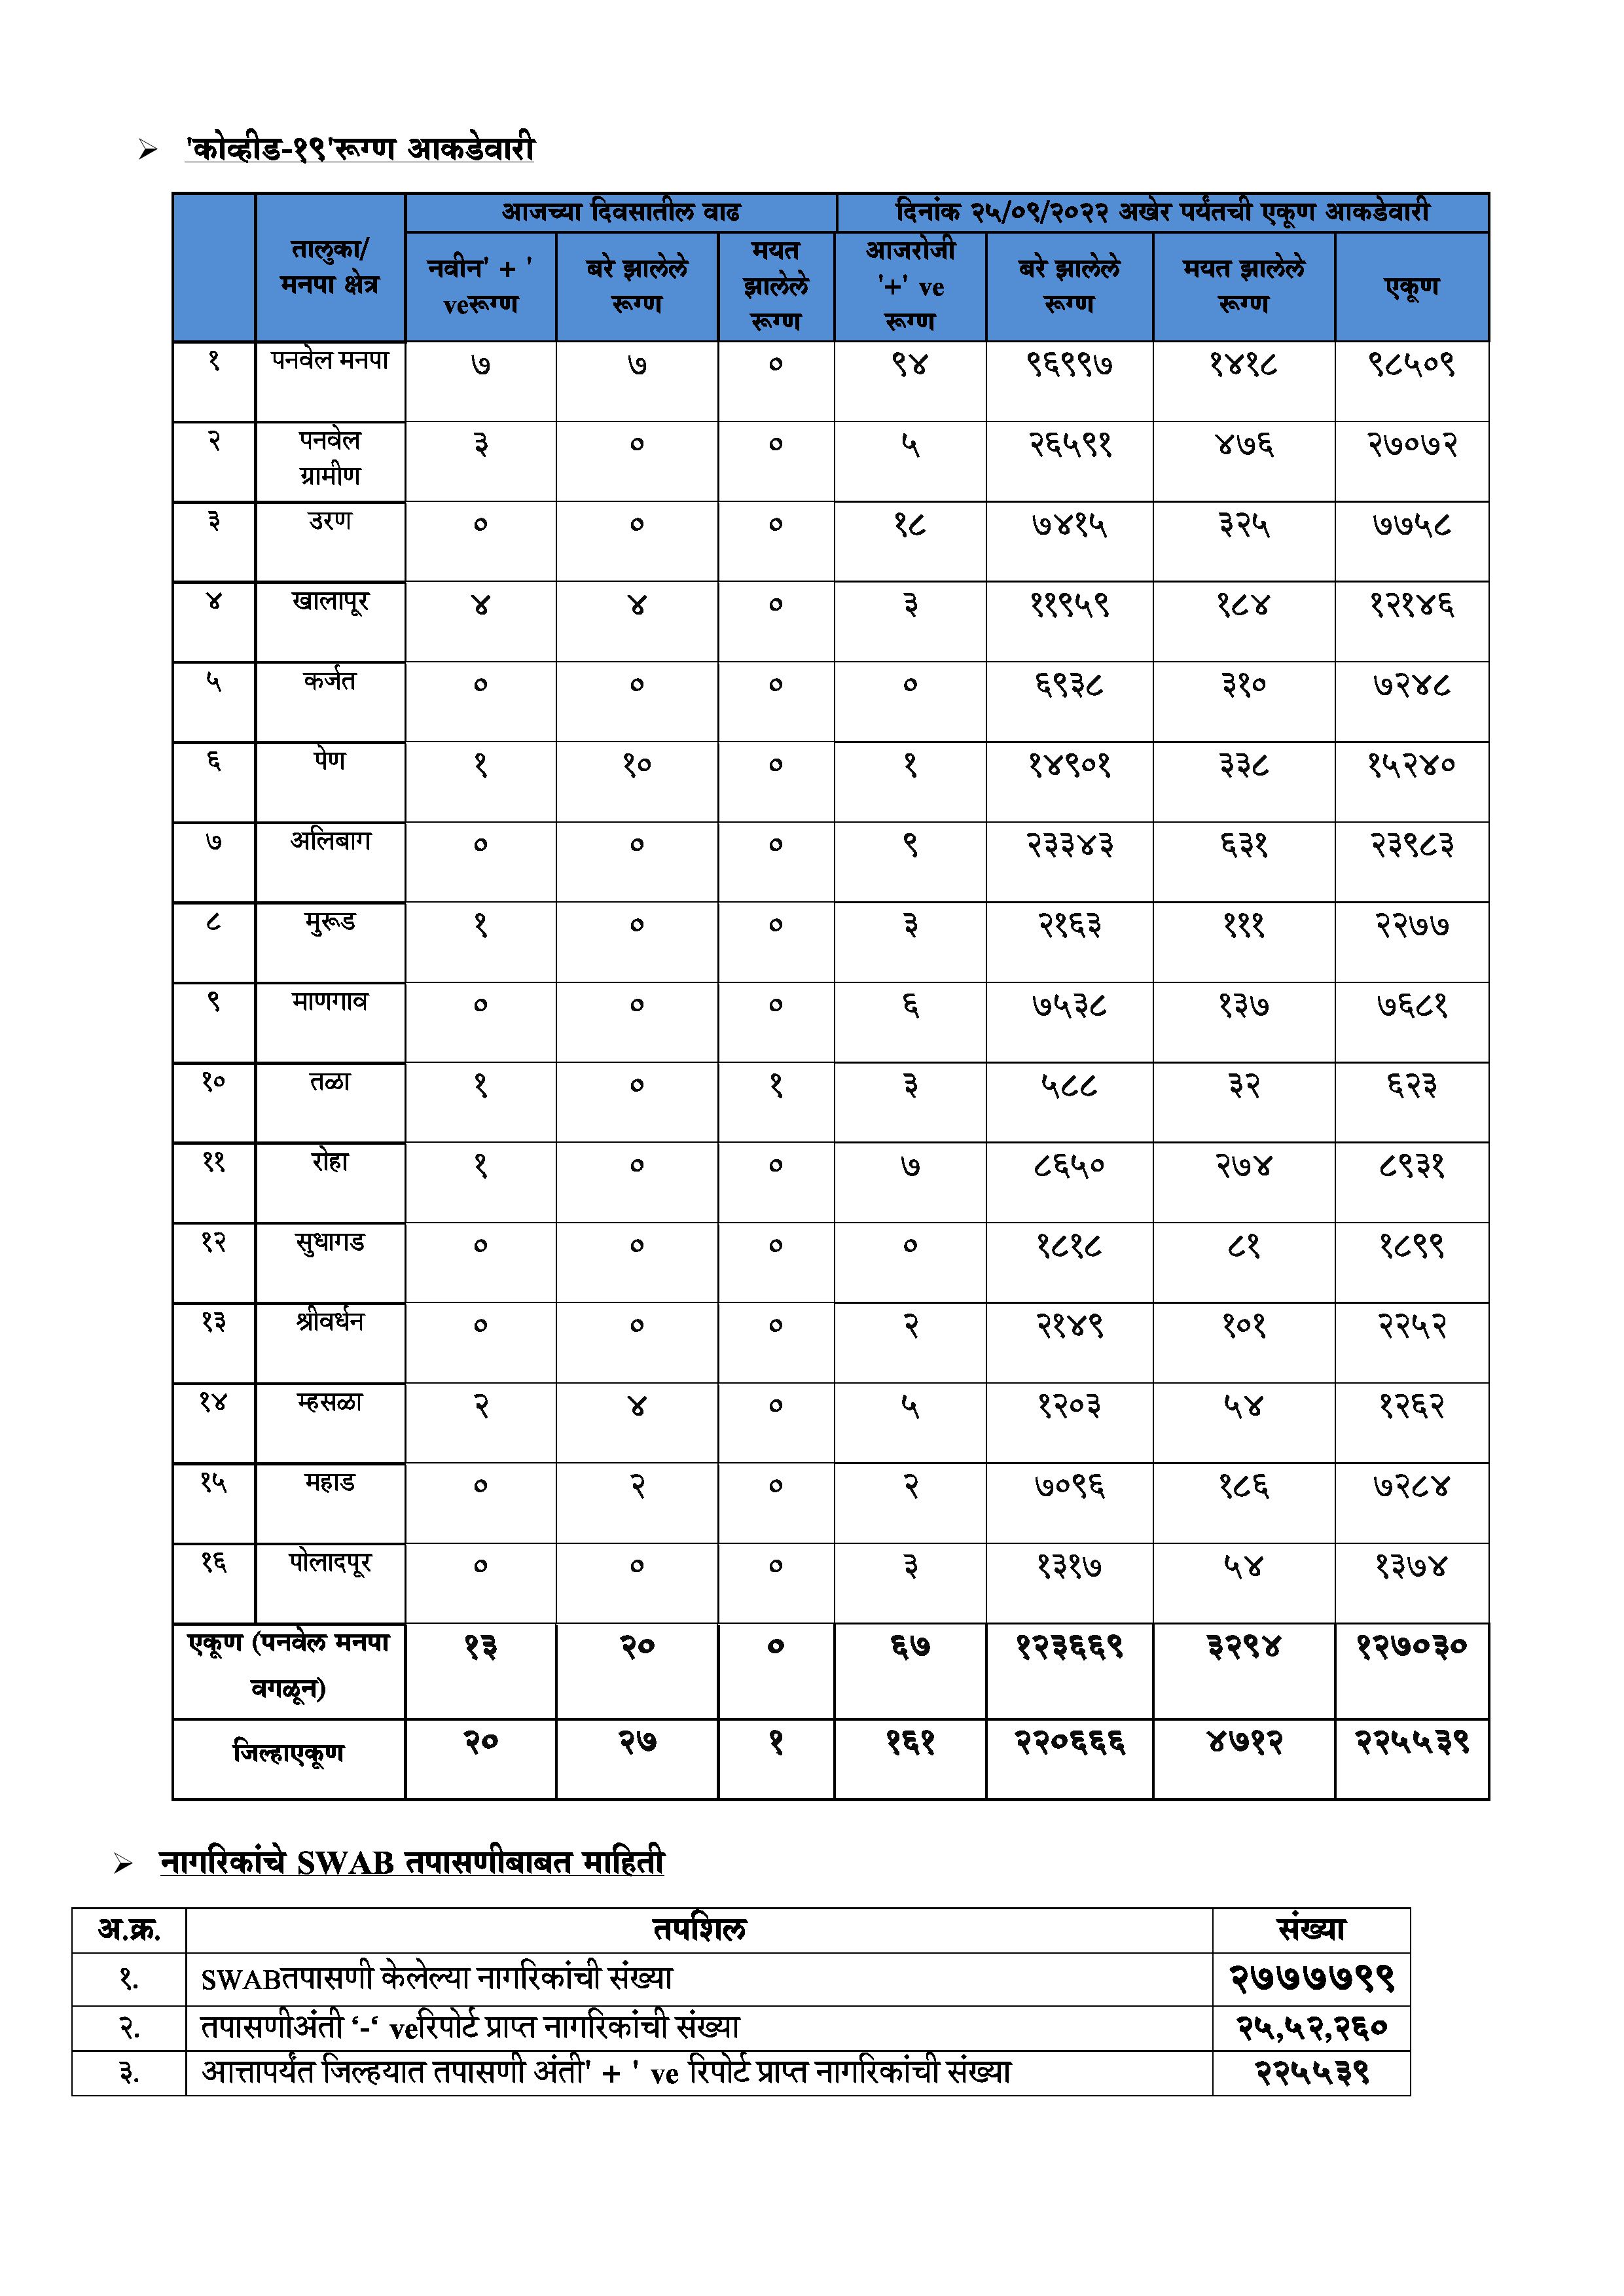 ➢ 'कोव्हीड-१९'रूग्ण आकडेवारी
तालुका/ मनपा क्षेत्र आजच्या दिवसातील वाढ दिनांक २५/०९/२०२२ अखेर पर्यंतची एकूण आकडेवारी
नवीन' + ' veरूग्ण बरे झालेले रूग्ण मयत झालेले रूग्ण आजरोजी '+' ve रूग्ण बरे झालेले रूग्ण मयत झालेले रूग्ण एकूण
१ पनवेल मनपा ७ ७ ० ९४ ९६९९७ १४१८ ९८५०९
२ पनवेल ग्रामीण ३ ० ० ५ २६५९१ ४७६ २७०७२
३ उरण ० ० ० १८ ७४१५ ३२५ ७७५८
४ खालापूर ४ ४ ० ३ ११९५९ १८४ १२१४६
५ कर्जत ० ० ० ० ६९३८ ३१० ७२४८
६ पेण १ १० ० १ १४९०१ ३३८ १५२४०
७ अलिबाग ० ० ० ९ २३३४३ ६३१ २३९८३
८ मुरूड १ ० ० ३ २१६३ १११ २२७७
९ माणगाव ० ० ० ६ ७५३८ १३७ ७६८१
१० तळा १ ० १ ३ ५८८ ३२ ६२३
११ रोहा १ ० ० ७ ८६५० २७४ ८९३१
१२ सुधागड ० ० ० ० १८१८ ८१ १८९९
१३ श्रीवर्धन ० ० ० २ २१४९ १०१ २२५२
१४ म्हसळा २ ४ ० ५ १२०३ ५४ १२६२
१५ महाड ० २ ० २ ७०९६ १८६ ७२८४
१६ पोलादपूर ० ० ० ३ १३१७ ५४ १३७४
एकूण (पनवेल मनपा वगळून) १३ २० ० ६७ १२३६६९ ३२९४ १२७०३०
जिल्हाएकूण २० २७ १ १६१ २२०६६६ ४७१२ २२५५३९
➢ नागरिकांचे SWAB तपासणीबाबत माहिती
अ.क्र. तपशिल संख्या
१. SWABतपासणी केलेल्या नागरिकांची संख्या २७७७७९९
२. तपासणीअंती ‘-‘ veरिपोर्ट प्राप्त नागरिकांची संख्या २५,५२,२६०
३. आत्तापर्यंत जिल्हयात तपासणी अंती' + ' ve रिपोर्ट प्राप्त नागरिकांची संख्या २२५५३९